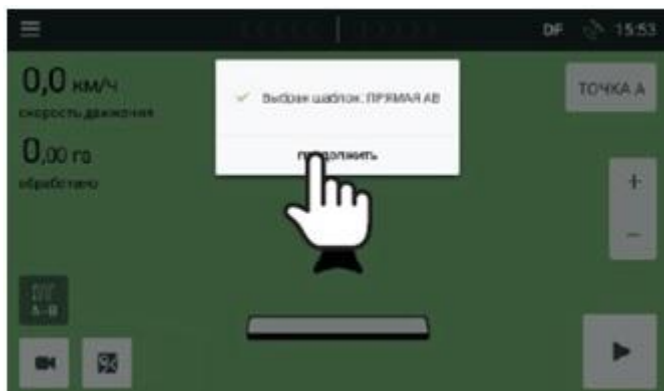 DF 15:53
0,0 км/ч
скорость движения
0,00 га
обработано
Выбран шаблон: ПРЯМАЯ АВ
ПРОДОЛЖИТЬ
ТОЧКА А
+
−
А-В